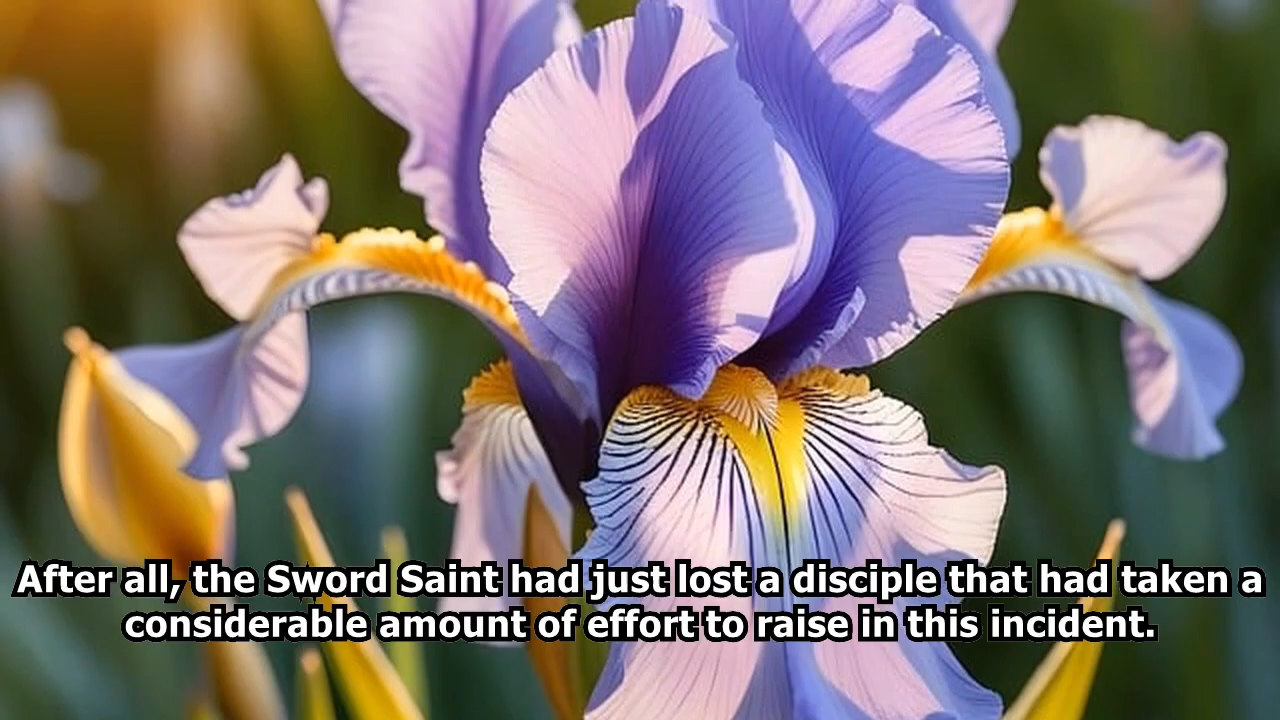 After all, the Sword Saint had just lost a disciple that had taken a
considerable amount of effort to raise in this incident.